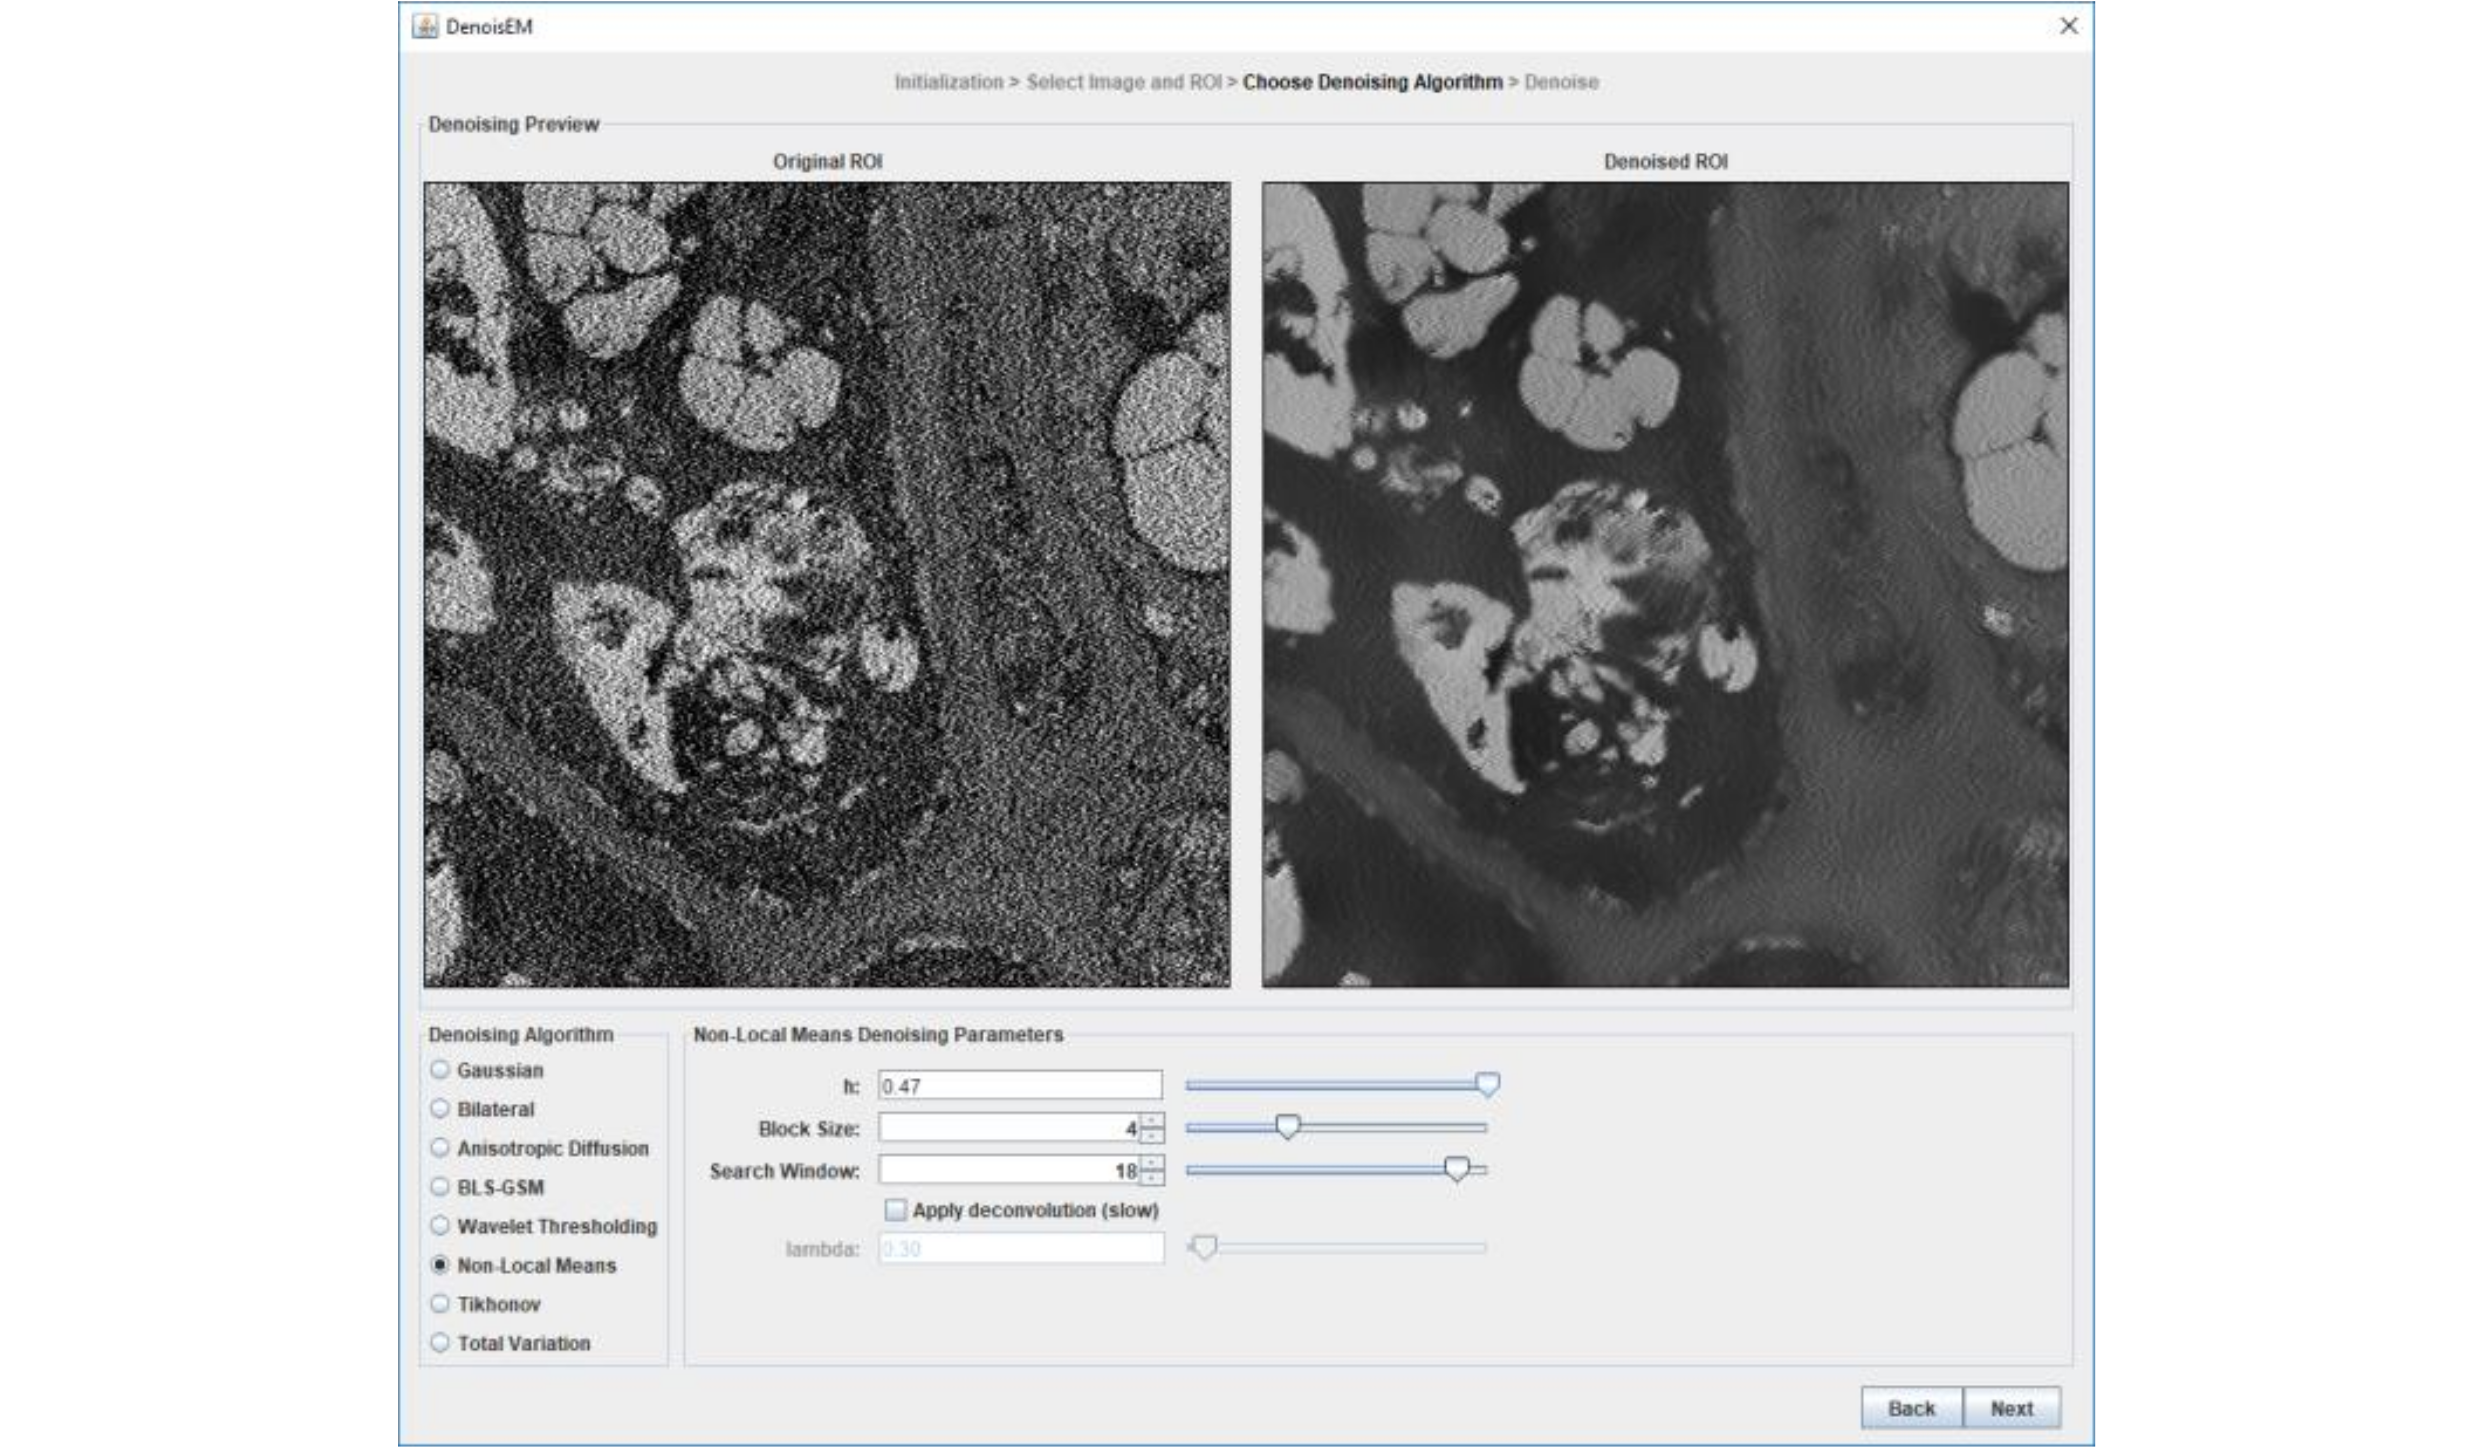 DenoisEM
Initialization > Select Image and ROI > Choose Denoising Algorithm > Denoise
Denoising Preview
Original ROI
Denoised ROI
Denoising Algorithm
Gaussian
Bilateral
Anisotropic Diffusion
BLS-GSM
Wavelet Thresholding
Non-Local Means
Tikhonov
Total Variation
Non-Local Means Denoising Parameters
h: 0.47
Block Size: 4
Search Window: 18
Apply deconvolution (slow)
lambda: 0.30
Back Next